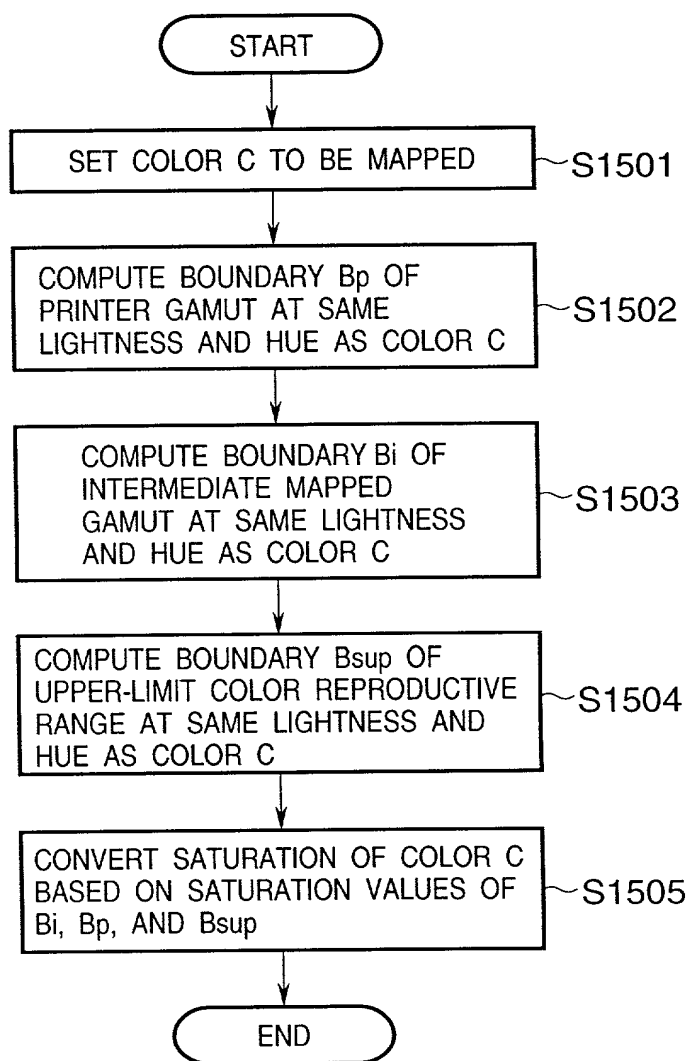 START
SET COLOR C TO BE MAPPED
S1501
COMPUTE BOUNDARY Bp OF
PRINTER GAMUT AT SAME
LIGHTNESS AND HUE AS COLOR C
S1502
COMPUTE BOUNDARY Bi OF
INTERMEDIATE MAPPED
GAMUT AT SAME LIGHTNESS
AND HUE AS COLOR C
S1503
COMPUTE BOUNDARY Bsup OF
UPPER-LIMIT COLOR REPRODUCTIVE
RANGE AT SAME LIGHTNESS AND
HUE AS COLOR C
S1504
CONVERT SATURATION OF COLOR C
BASED ON SATURATION VALUES OF
Bi, Bp, AND Bsup
S1505
END